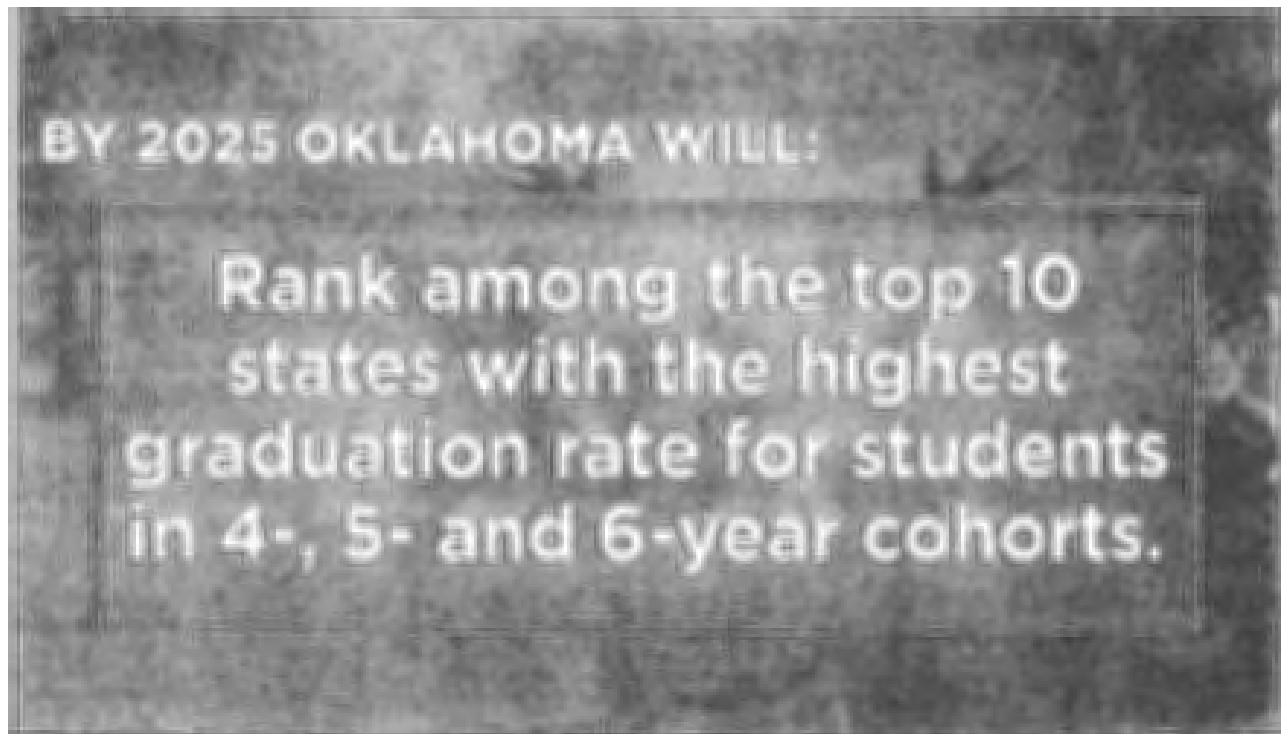 BY 2025 OKLAHOMA WILL:
Rank among the top 10
states with the highest
graduation rate for students
in 4-, 5- and 6-year cohorts.